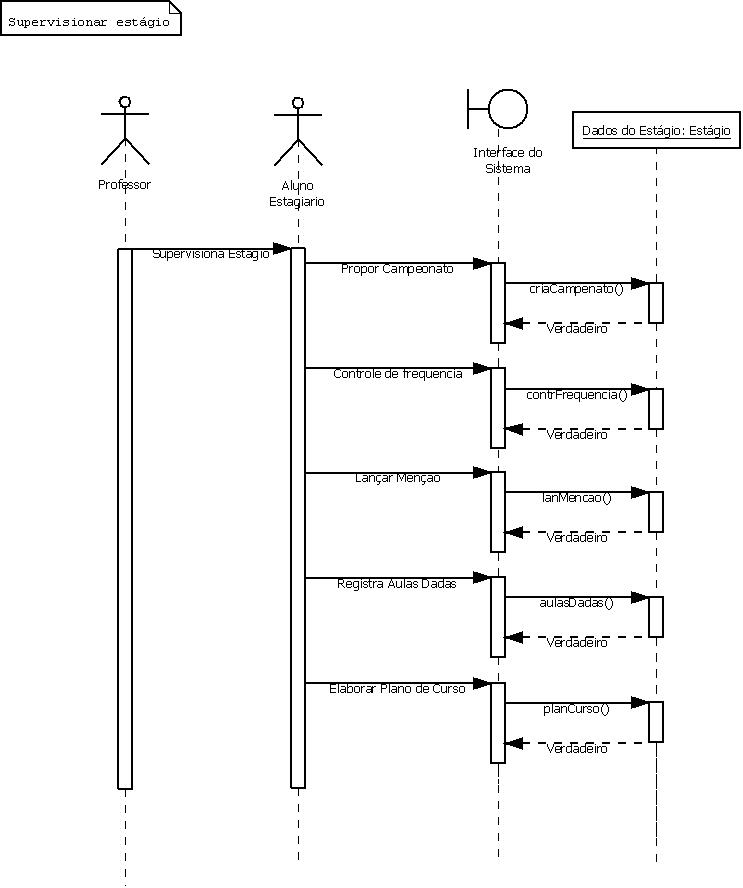 Supervisionar estágio
Professor
Aluno
Estagiario
Interface do
Sistema
Dados do Estágio: Estágio
Supervisiona Estagio
Propor Campeonato
criaCampenato()
Verdadeiro
Controle de frequencia
contrFrequencia()
Verdadeiro
Lançar Menção
lanMencao()
Verdadeiro
Registra Aulas Dadas
aulasDadas()
Verdadeiro
Elaborar Plano de Curso
planCurso()
Verdadeiro